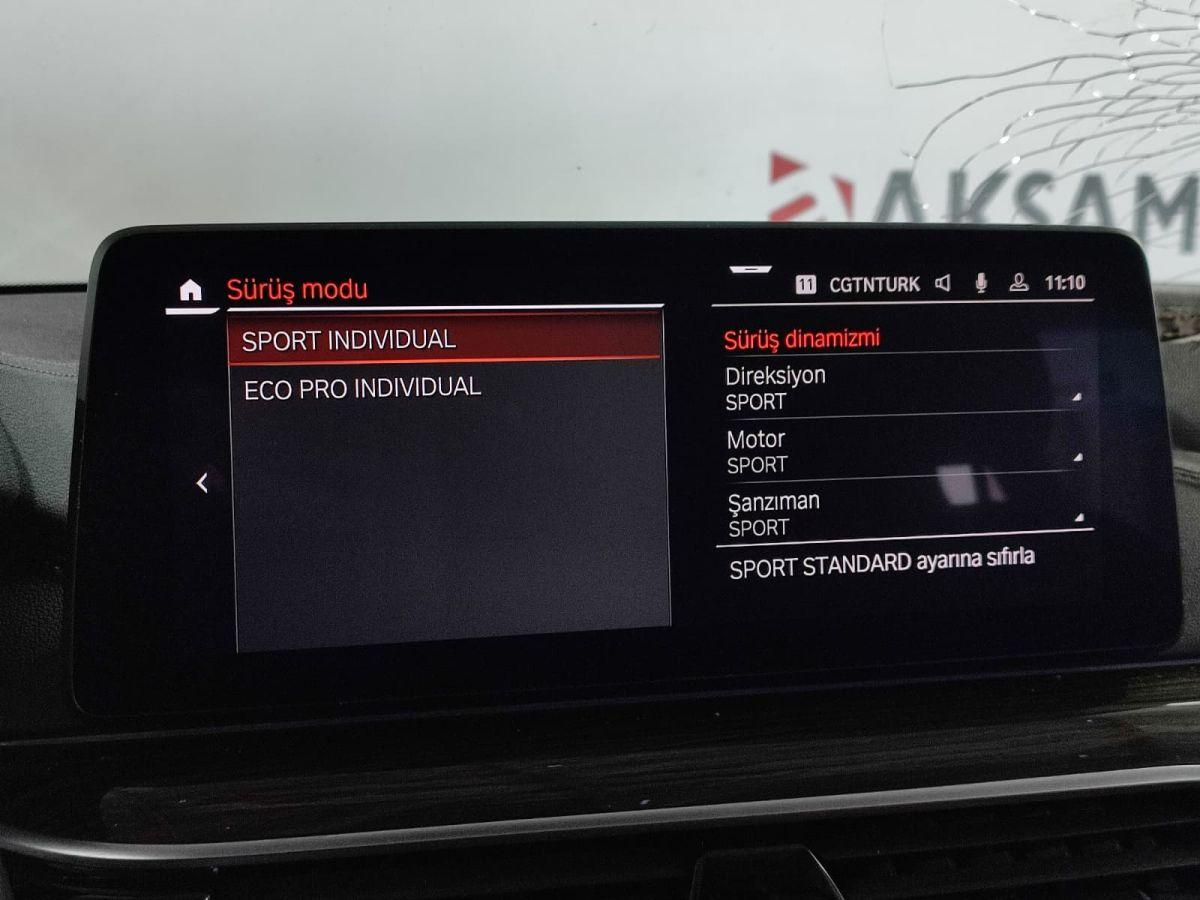 AKSAM
Sürüş modu
11 CGTNTURK 11:10
SPORT INDIVIDUAL
ECO PRO INDIVIDUAL
Sürüş dinamizmi
Direksiyon
SPORT
Motor
SPORT
Şanzıman
SPORT
SPORT STANDARD ayarına sıfırla